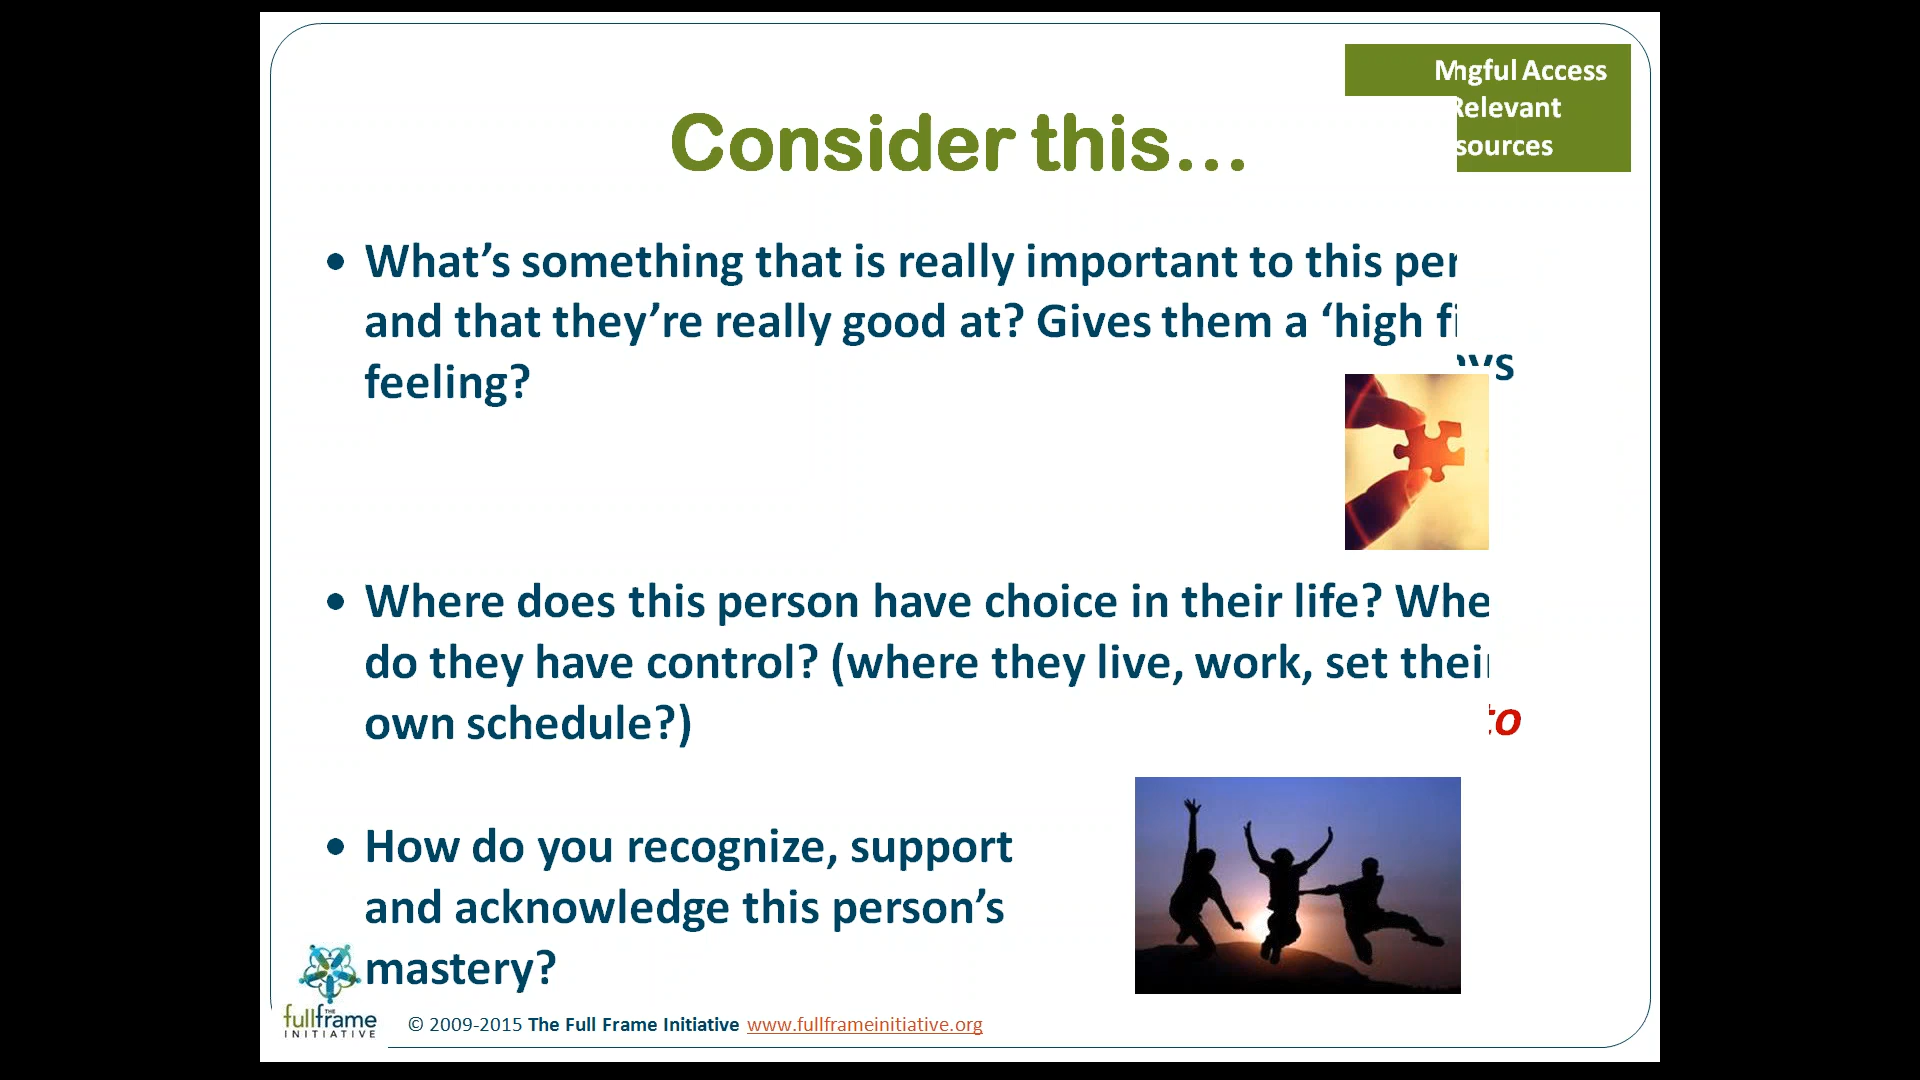 Mngful Access
Relevant
sources
Consider this...
• What's something that is really important to this per
and that they're really good at? Gives them a 'high fi
feeling?
• Where does this person have choice in their life? Whe
do they have control? (where they live, work, set their
own schedule?)
to
• How do you recognize, support
and acknowledge this person's
mastery?
THE
fullframe
INITIATIVE
© 2009-2015 The Full Frame Initiative www.fullframeinitiative.org